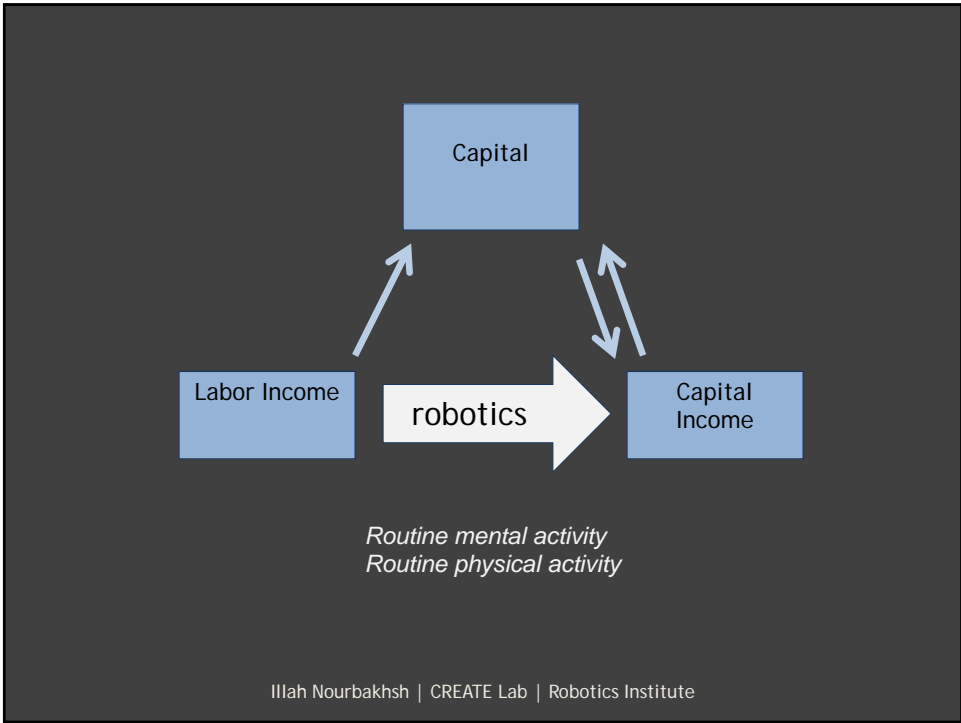 Capital
Labor Income
robotics
Capital
Income
Routine mental activity
Routine physical activity
Illah Nourbakhsh | CREATE Lab | Robotics Institute